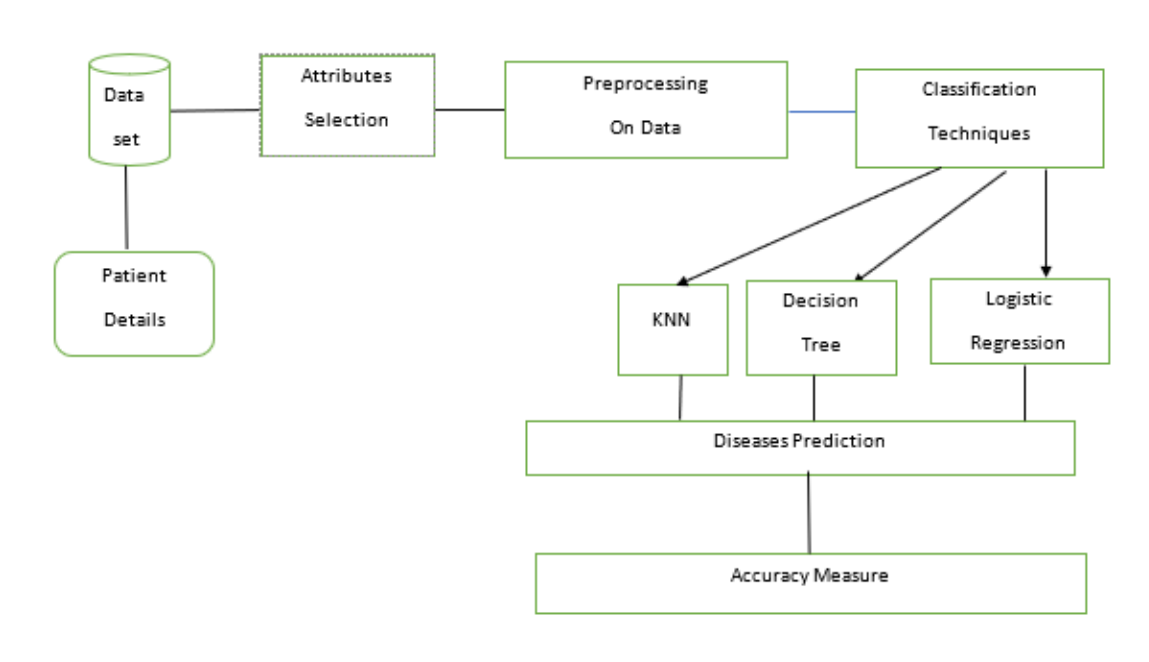 Data
set
Attributes
Selection
Preprocessing
On Data
Classification
Techniques
Patient
Details
KNN
Decision
Tree
Logistic
Regression
Diseases Prediction
Accuracy Measure